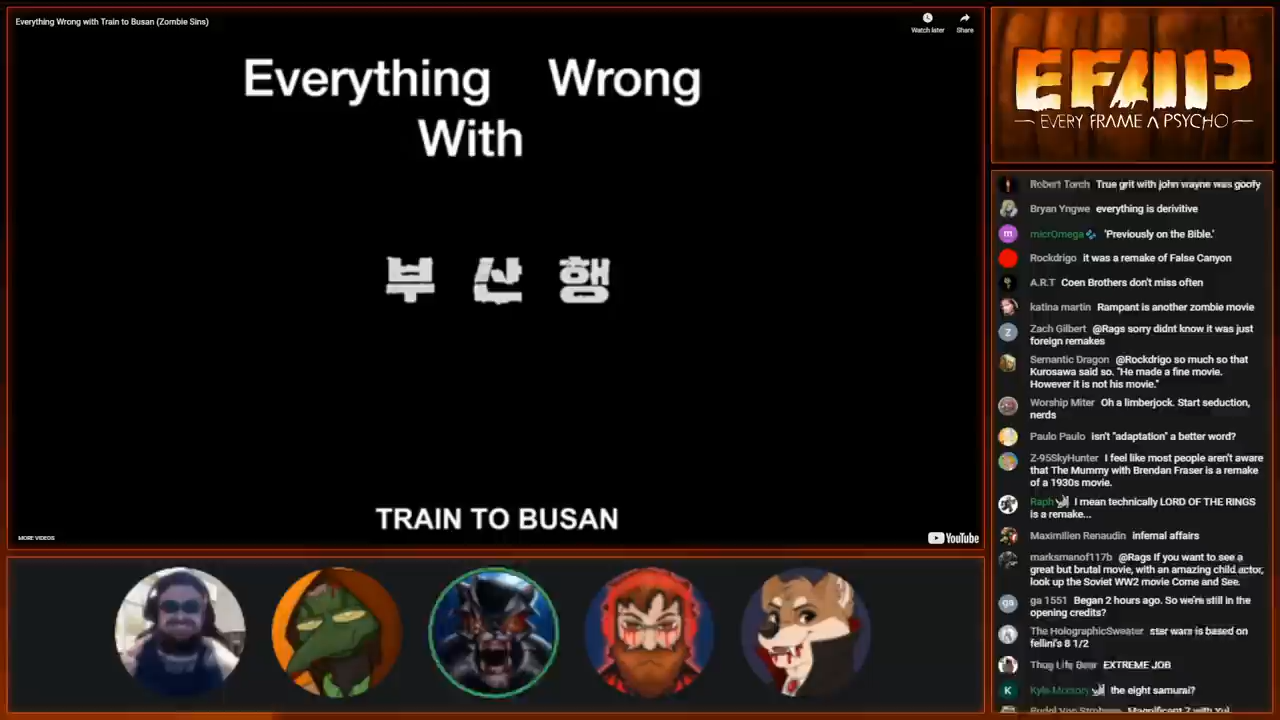 Everything Wrong with Train to Busan (Zombie Sins)
Watch later
Share
Everything Wrong
With
부산행
TRAIN TO BUSAN
MORE VIDEOS
YouTube
EFAP
EVERY FRAME A PSYCHO
Robert Torch True grit with john wayne was goofy
Bryan Yngwe everything is derivitive
micrOmega 'Previously on the Bible.'
Rockdrigo it was a remake of False Canyon
A.R.T Coen Brothers don't miss often
katina martin Rampant is another zombie movie
Z
Zach Gilbert @Rags sorry didnt know it was just
foreign remakes
Semantic Dragon @Rockdrigo so much so that
Kurosawa said so. "He made a fine movie.
However it is not his movie."
Worship Miter Oh a limberjock. Start seduction,
nerds
Paulo Paulo isn't "adaptation" a better word?
Z-95SkyHunter I feel like most people aren't aware
that The Mummy with Brendan Fraser is a remake
of a 1930s movie.
Raph I mean technically LORD OF THE RINGS
is a remake...
Maximilien Renaudin infernal affairs
marksmanof117b @Rags If you want to see a
great but brutal movie, with an amazing child actor,
look up the Soviet WW2 movie Come and See.
ga 1551 Began 2 hours ago. So we're still in the
opening credits?
The HolographicSweater star wars is based on
fellini's 8 1/2
Thug Life Bear EXTREME JOB
K
the eight samurai?